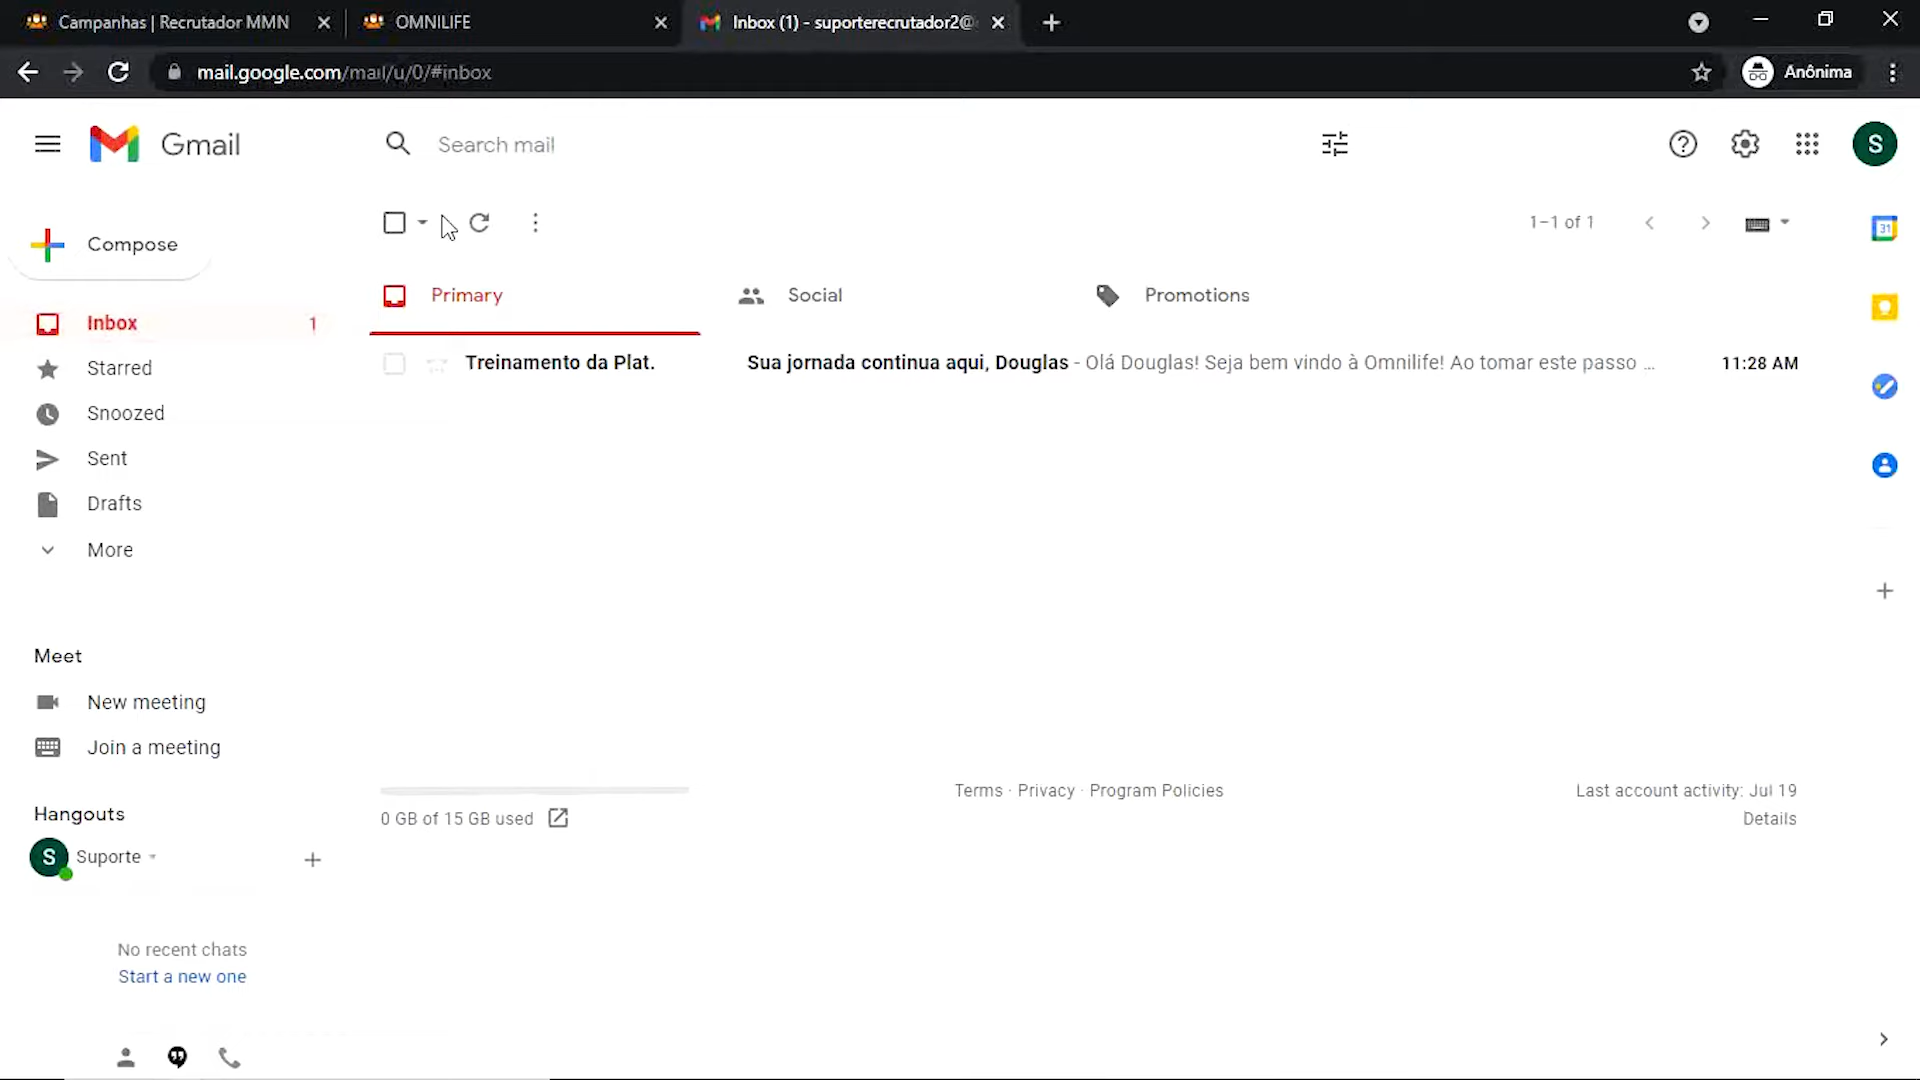 Campanhas | Recrutador MMN
OMNILIFE
Inbox (1) - suporterecrutador2@
mail.google.com/mail/u/0/#inbox
Anônima
Gmail
Search mail
S
1–1 of 1
Compose
31
Primary
Social
Promotions
Inbox
1
Treinamento da Plat.
Sua jornada continua aqui, Douglas - Olá Douglas! Seja bem vindo à Omnilife! Ao tomar este passo ...
11:28 AM
Starred
Snoozed
Sent
Drafts
More
Meet
New meeting
Join a meeting
Terms · Privacy · Program Policies
Last account activity: Jul 19
0 GB of 15 GB used
Details
Hangouts
S
Suporte
No recent chats
Start a new one